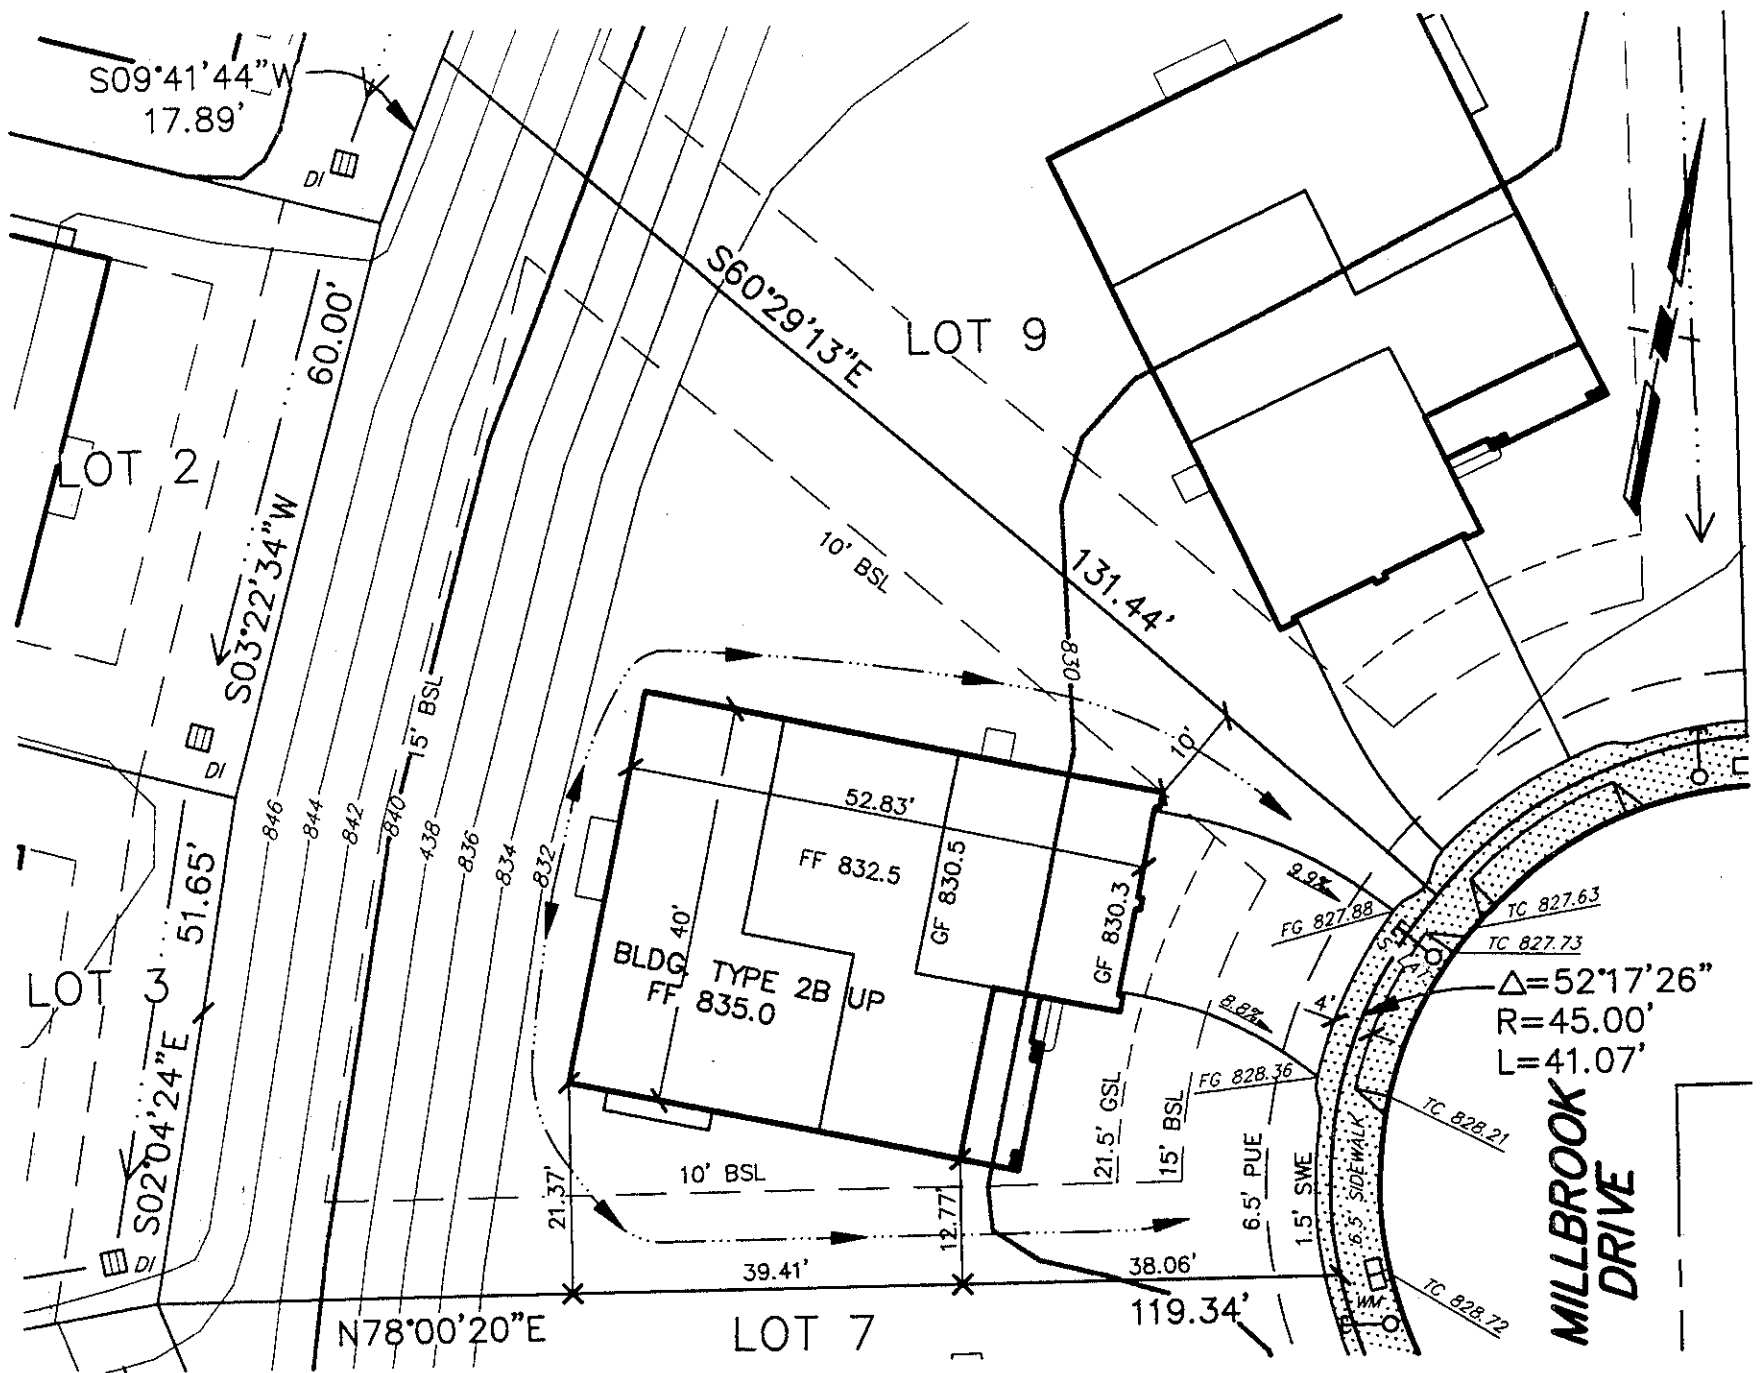 S09°41'44"W
17.89'
DI
60.00'
S60°29'13"E
LOT 9
LOT 2
S03°22'34"W
10' BSL
131.44'
830
15' BSL
DI
10'
52.83'
846
844
842
840
438
836
834
832
FF 832.5
GF 830.5
GF 830.3
9.9%
51.65'
40'
FG 827.88
TC 827.63
TC 827.73
BLDG. TYPE 2B UP
FF 835.0
LOT 3
8.8%
4'
Δ=52°17'26"
R=45.00'
L=41.07'
S02°04'24"E
FG 828.36
TC 828.21
21.5' GSL
15' BSL
6.5' PUE
1.5' SWE
6.5' SIDEWALK
MILLBROOK
DRIVE
10' BSL
21.37'
12.77'
DI
39.41'
38.06'
WM
TC 828.72
N78°00'20"E
LOT 7
119.34'